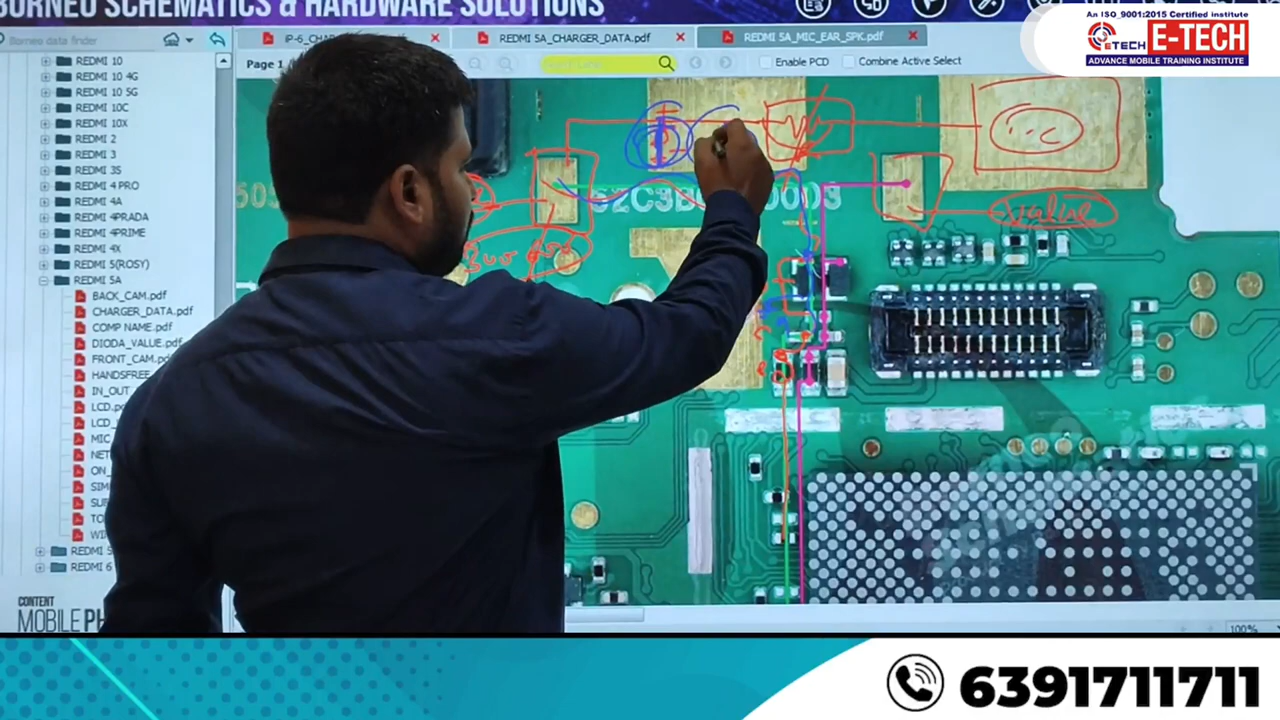 BORNEO SCHEMATICS & HARDWARE SOLUTIONS
An ISO 9001:2015 Certified institute
ETECH E-TECH
ADVANCE MOBILE TRAINING INSTITUTE
Borneo data finder
REDMI 5A_CHARGER_DATA.pdf
REDMI 5A_MIC_EAR_SPK.pdf
Page 1
Enable PCD
Combine Active Select
REDMI 10
REDMI 10 4G
REDMI 10 5G
REDMI 10C
REDMI 10X
REDMI 2
REDMI 3
REDMI 3S
REDMI 4 PRO
REDMI 4A
REDMI 4PRADA
REDMI 4PRIME
REDMI 4X
REDMI 5(ROSY)
REDMI 5A
BACK_CAM.pdf
CHARGER_DATA.pdf
COMP NAME.pdf
DIODA_VALUE.pdf
FRONT_CAM.pdf
HANDSFREE
IN_OUT
MIC
REDMI 6
value
CONTENT
MOBILE
100%
6391711711